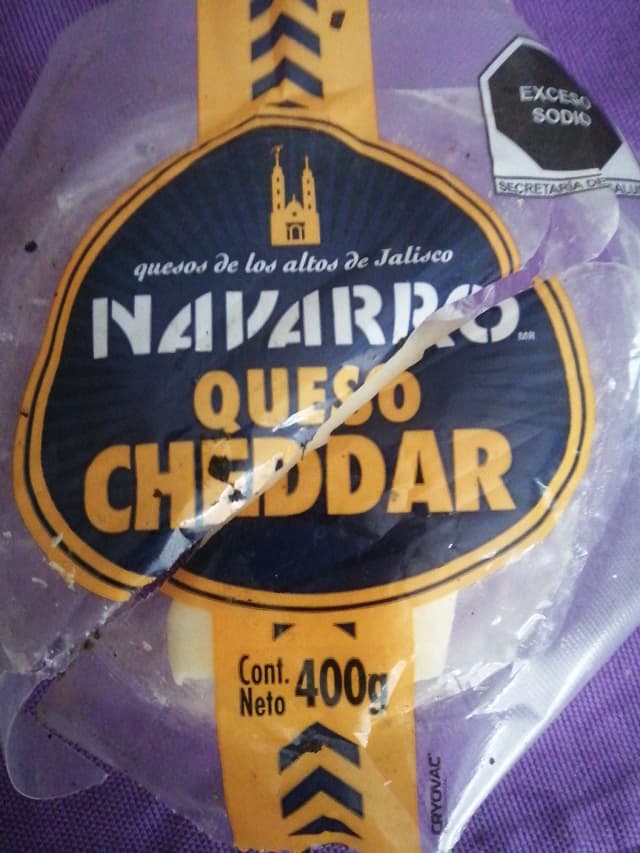 EXCESO
SODIO
SECRETARÍA DE SALUD
quesos de los altos de Jalisco
NAVARRO MR
QUESO
CHEDDAR
Cont.
Neto 400g
CRYOVAC